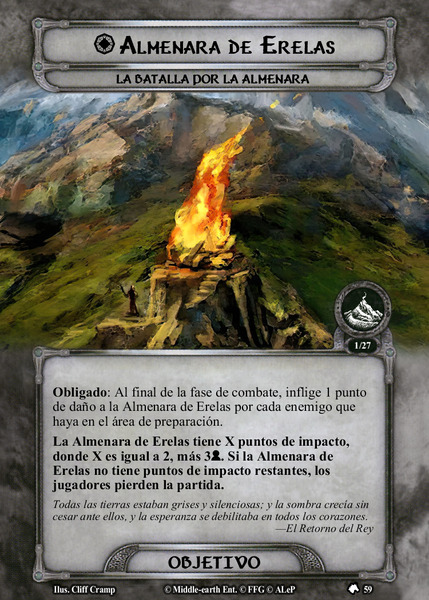 Almenara de Erelas
La Batalla por la Almenara
1/27
Obligado: Al final de la fase de combate, inflige 1 punto
de daño a la Almenara de Erelas por cada enemigo que
haya en el área de preparación.
La Almenara de Erelas tiene X puntos de impacto,
donde X es igual a 2, más 3. Si la Almenara de
Erelas no tiene puntos de impacto restantes, los
jugadores pierden la partida.
Todas las tierras estaban grises y silenciosas; y la sombra crecía sin
cesar ante ellos, y la esperanza se debilitaba en todos los corazones.
—El Retorno del Rey
Objetivo
Ilus. Cliff Cramp
© Middle-earth Ent. © FFG © ALeP
59